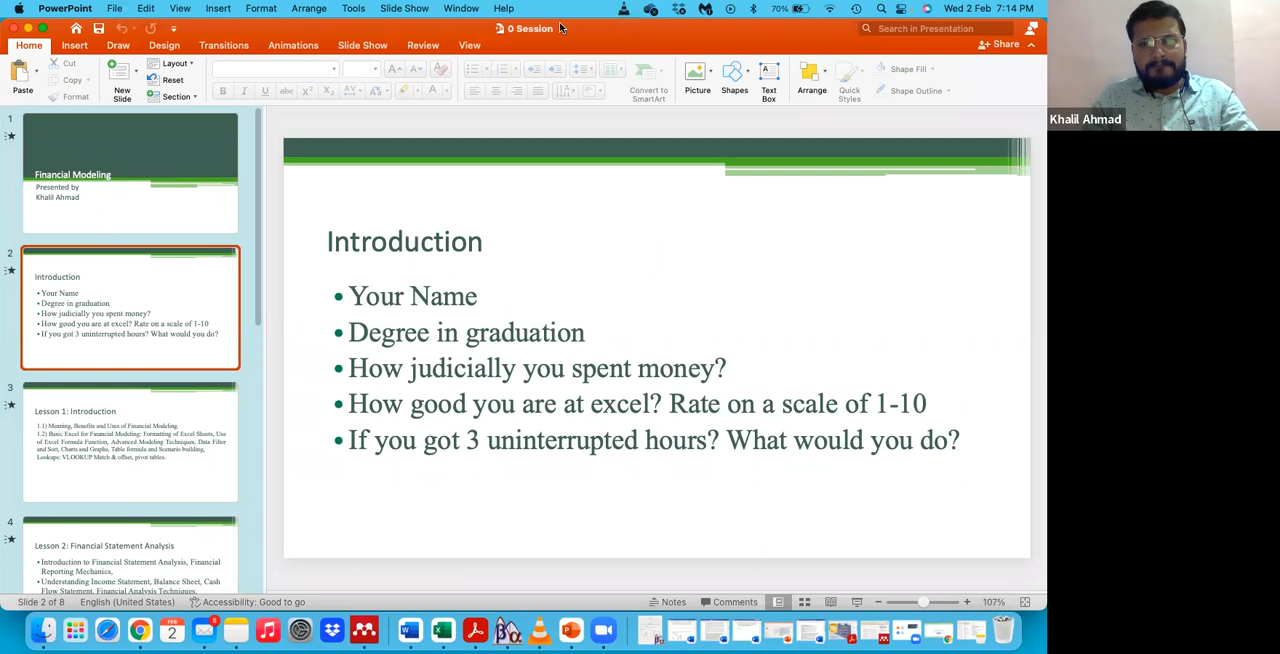 PowerPoint File Edit View Insert Format Arrange Tools Slide Show Window Help 70% Wed 2 Feb 7:14 PM
0 Session
Search in Presentation
Home Insert Draw Design Transitions Animations Slide Show Review View
Share
Paste
Cut
Copy
Format
New Slide
Layout
Reset
Section
Convert to SmartArt
Picture
Shapes
Text Box
Arrange
Quick Styles
Shape Fill
Shape Outline
Khalil Ahmad
1
Financial Modeling
Presented by
Khalil Ahmad
2
Introduction
• Your Name
• Degree in graduation
• How judicially you spent money?
• How good you are at excel? Rate on a scale of 1-10
• If you got 3 uninterrupted hours? What would you do?
3
Lesson 1: Introduction
1.1) Meaning, Benefits and Uses of Financial Modeling.
1.2) Basic Excel for Financial Modeling: Formatting of Excel Sheets, Use
of Excel Formula Function, Advanced Modeling Techniques, Data Filter
and Sort, Charts and Graphs, Table formula and Scenario building,
Lookups: VLOOKUP Match & offset, pivot tables.
4
Lesson 2: Financial Statement Analysis
• Introduction to Financial Statement Analysis, Financial
Reporting Mechanics,
• Understanding Income Statement, Balance Sheet, Cash
Flow Statement, Financial Analysis Techniques,
Introduction
• Your Name
• Degree in graduation
• How judicially you spent money?
• How good you are at excel? Rate on a scale of 1-10
• If you got 3 uninterrupted hours? What would you do?
Slide 2 of 8 English (United States) Accessibility: Good to go Notes Comments 107%